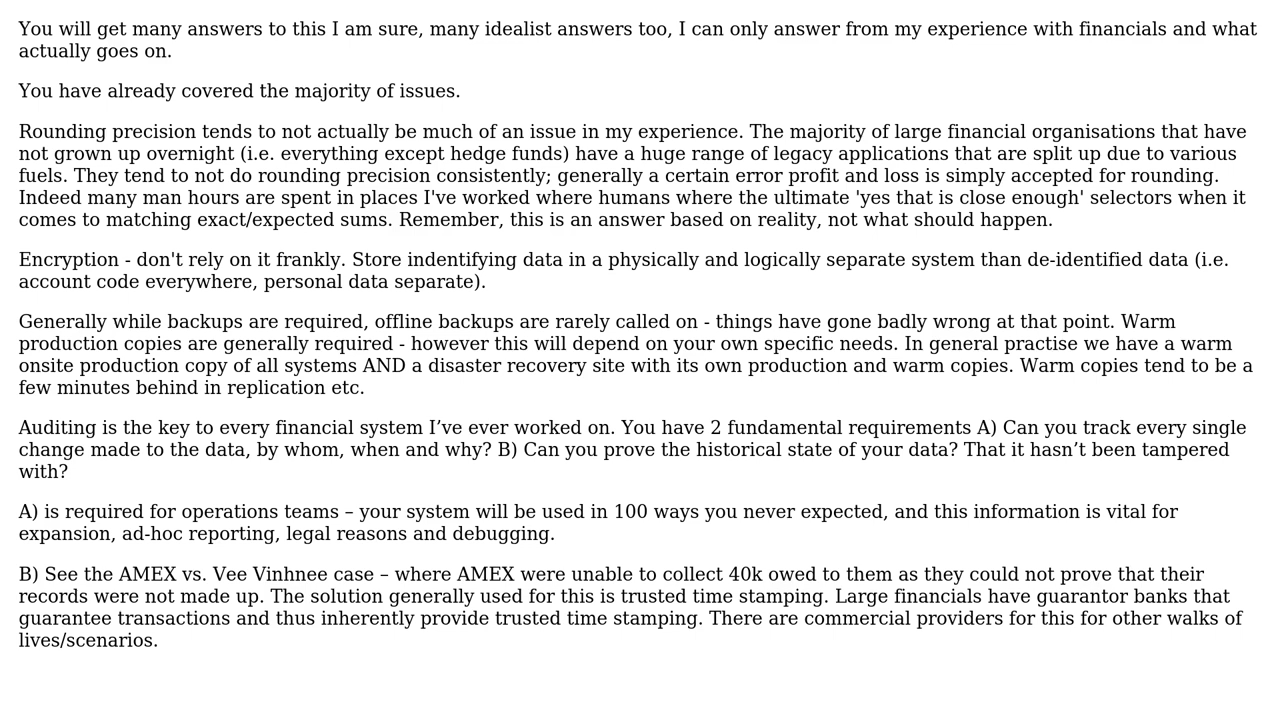 You will get many answers to this I am sure, many idealist answers too, I can only answer from my experience with financials and what
actually goes on.
You have already covered the majority of issues.
Rounding precision tends to not actually be much of an issue in my experience. The majority of large financial organisations that have
not grown up overnight (i.e. everything except hedge funds) have a huge range of legacy applications that are split up due to various
fuels. They tend to not do rounding precision consistently; generally a certain error profit and loss is simply accepted for rounding.
Indeed many man hours are spent in places I've worked where humans where the ultimate 'yes that is close enough' selectors when it
comes to matching exact/expected sums. Remember, this is an answer based on reality, not what should happen.
Encryption - don't rely on it frankly. Store indentifying data in a physically and logically separate system than de-identified data (i.e.
account code everywhere, personal data separate).
Generally while backups are required, offline backups are rarely called on - things have gone badly wrong at that point. Warm
production copies are generally required - however this will depend on your own specific needs. In general practise we have a warm
onsite production copy of all systems AND a disaster recovery site with its own production and warm copies. Warm copies tend to be a
few minutes behind in replication etc.
Auditing is the key to every financial system I’ve ever worked on. You have 2 fundamental requirements A) Can you track every single
change made to the data, by whom, when and why? B) Can you prove the historical state of your data? That it hasn’t been tampered
with?
A) is required for operations teams – your system will be used in 100 ways you never expected, and this information is vital for
expansion, ad-hoc reporting, legal reasons and debugging.
B) See the AMEX vs. Vee Vinhnee case – where AMEX were unable to collect 40k owed to them as they could not prove that their
records were not made up. The solution generally used for this is trusted time stamping. Large financials have guarantor banks that
guarantee transactions and thus inherently provide trusted time stamping. There are commercial providers for this for other walks of
lives/scenarios.